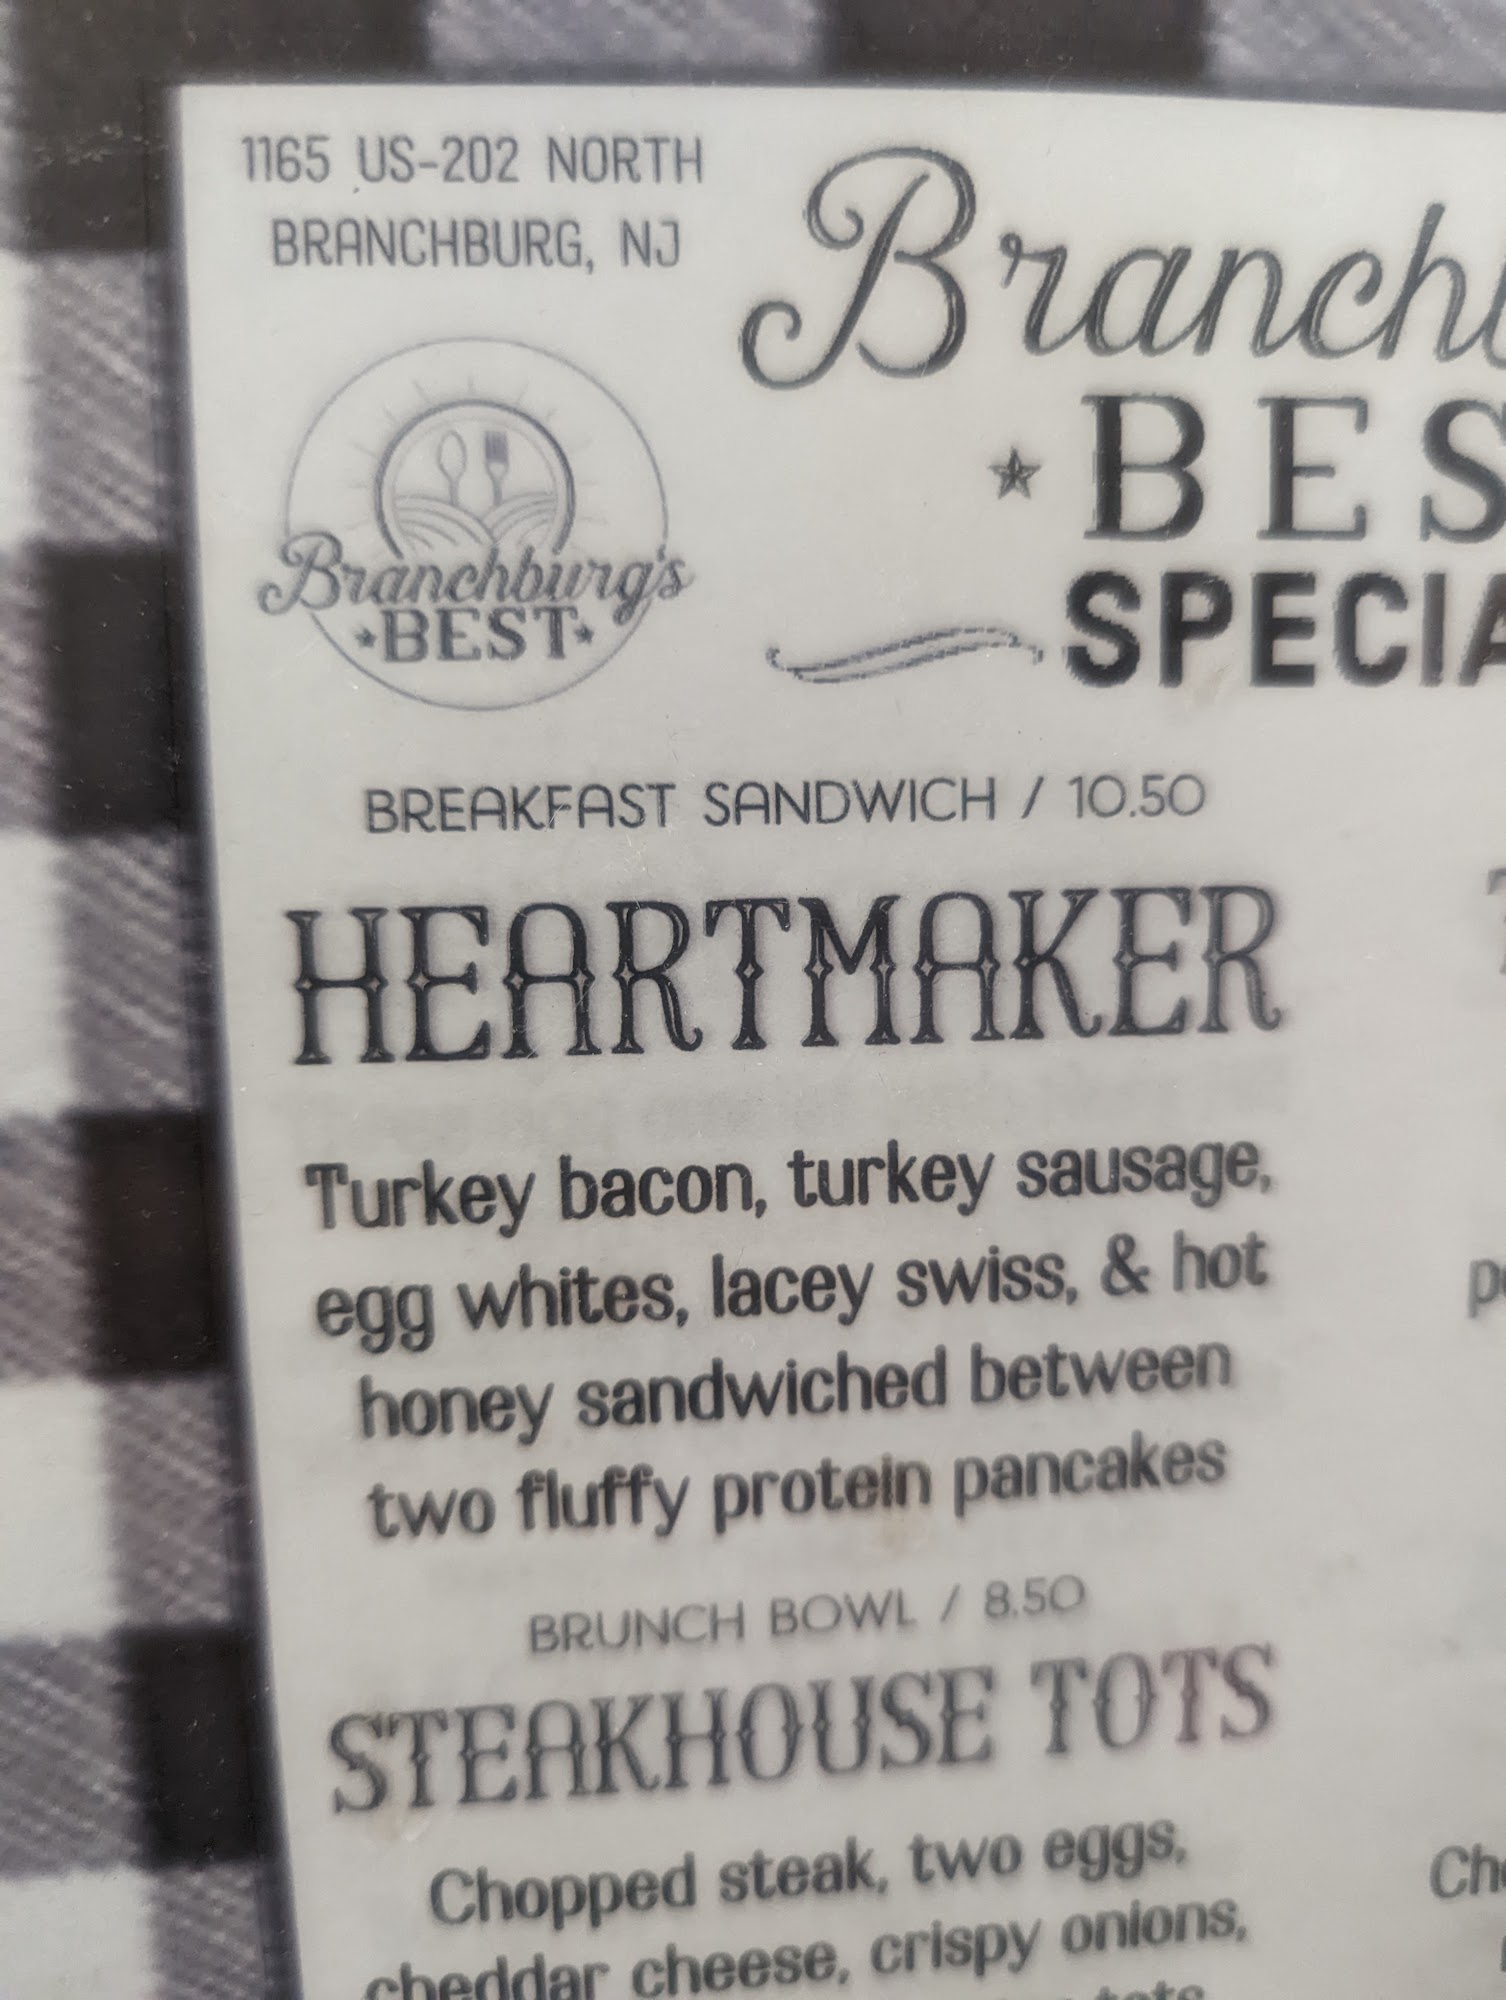 1165 US-202 NORTH
BRANCHBURG, NJ
Branchburg's
BEST
BREAKFAST SANDWICH / 10.50
HEARTMAKER
Turkey bacon, turkey sausage,
egg whites, lacey swiss, & hot
honey sandwiched between
two fluffy protein pancakes
BRUNCH BOWL / 8.50
STEAKHOUSE TOTS
Chopped steak, two eggs,
cheddar cheese, crispy onions,
tots